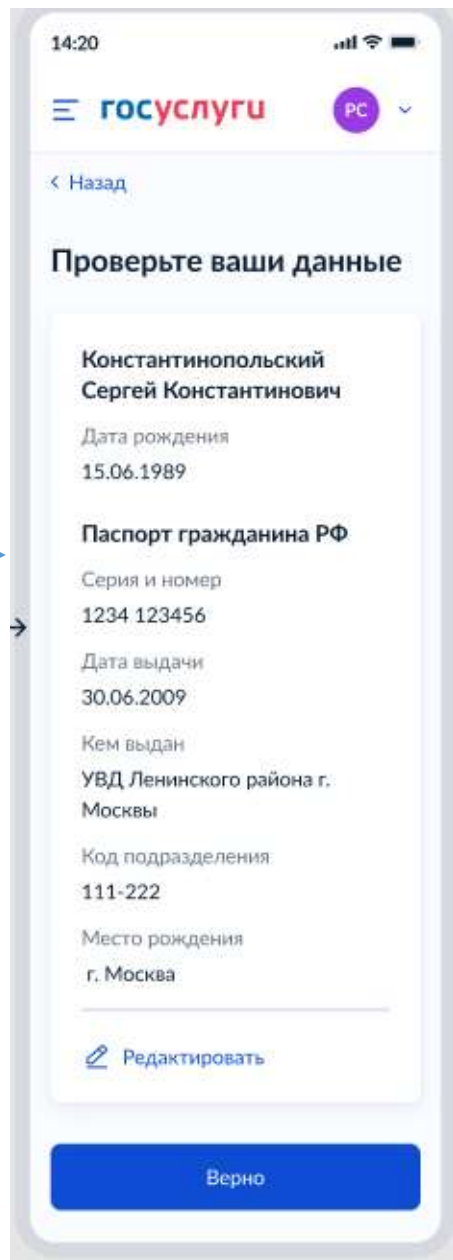 14:20
госуслуги
РС
Назад
Проверьте ваши данные
Константинопольский
Сергей Константинович
Дата рождения
15.06.1989
Паспорт гражданина РФ
Серия и номер
1234 123456
Дата выдачи
30.06.2009
Кем выдан
УВД Ленинского района г.
Москвы
Код подразделения
111-222
Место рождения
г. Москва
Редактировать
Верно